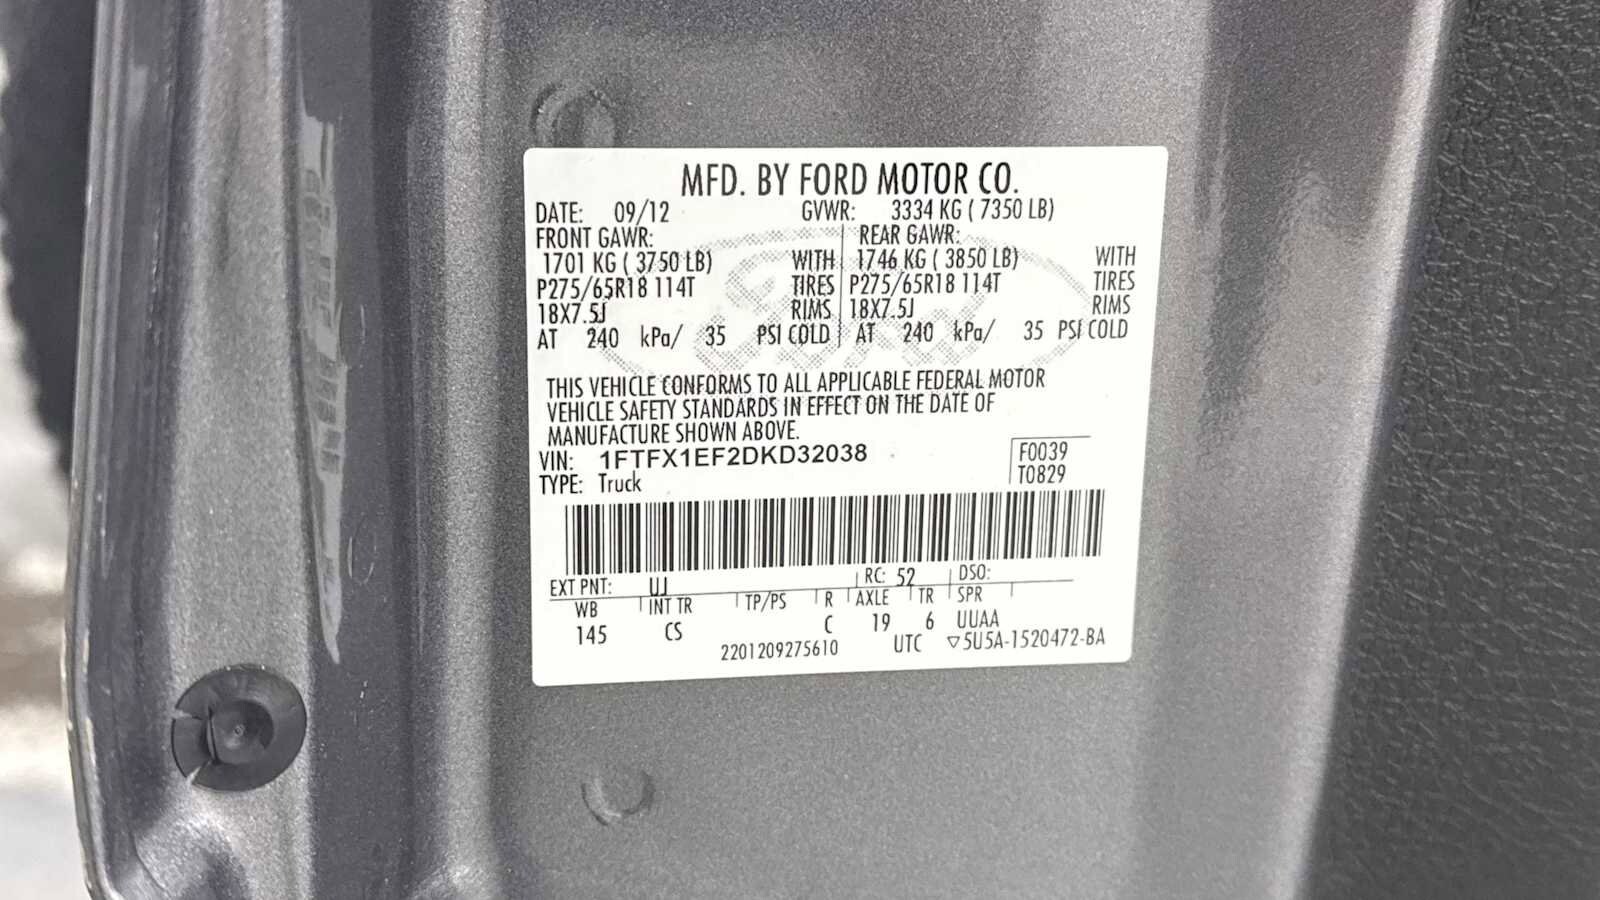 MFD. BY FORD MOTOR CO.
DATE: 09/12 GVWR: 3334 KG ( 7350 LB)
FRONT GAWR: REAR GAWR:
1701 KG ( 3750 LB) WITH 1746 KG ( 3850 LB) WITH
P275/65R18 114T TIRES P275/65R18 114T TIRES
18X7.5J RIMS 18X7.5J RIMS
AT 240 kPa/ 35 PSI COLD AT 240 kPa/ 35 PSI COLD
Ford
THIS VEHICLE CONFORMS TO ALL APPLICABLE FEDERAL MOTOR
VEHICLE SAFETY STANDARDS IN EFFECT ON THE DATE OF
MANUFACTURE SHOWN ABOVE.
VIN: 1FTFX1EF2DKD32038 F0039
TYPE: Truck T0829
EXT PNT: UJ RC: 52 DSO:
WB INT TR TP/PS R AXLE TR SPR
145 CS C 19 6 UUAA
2201209275610 UTC ▽5U5A-1520472-BA